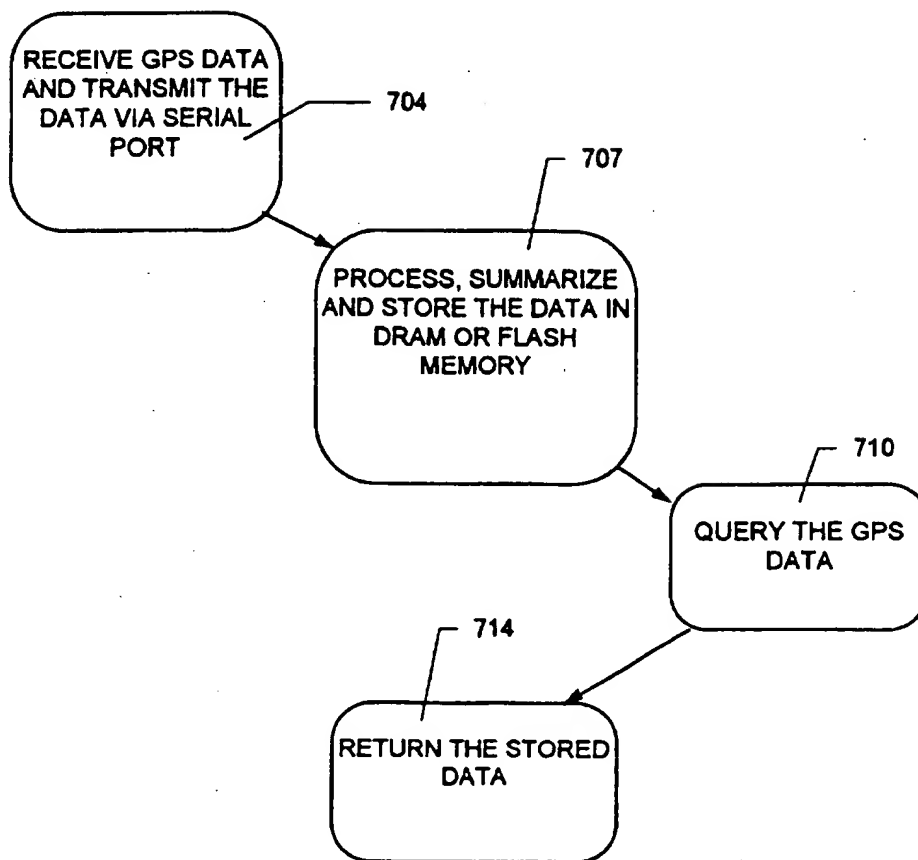 RECEIVE GPS DATA
AND TRANSMIT THE
DATA VIA SERIAL
PORT
704
707
PROCESS, SUMMARIZE
AND STORE THE DATA IN
DRAM OR FLASH
MEMORY
710
QUERY THE GPS
DATA
714
RETURN THE STORED
DATA